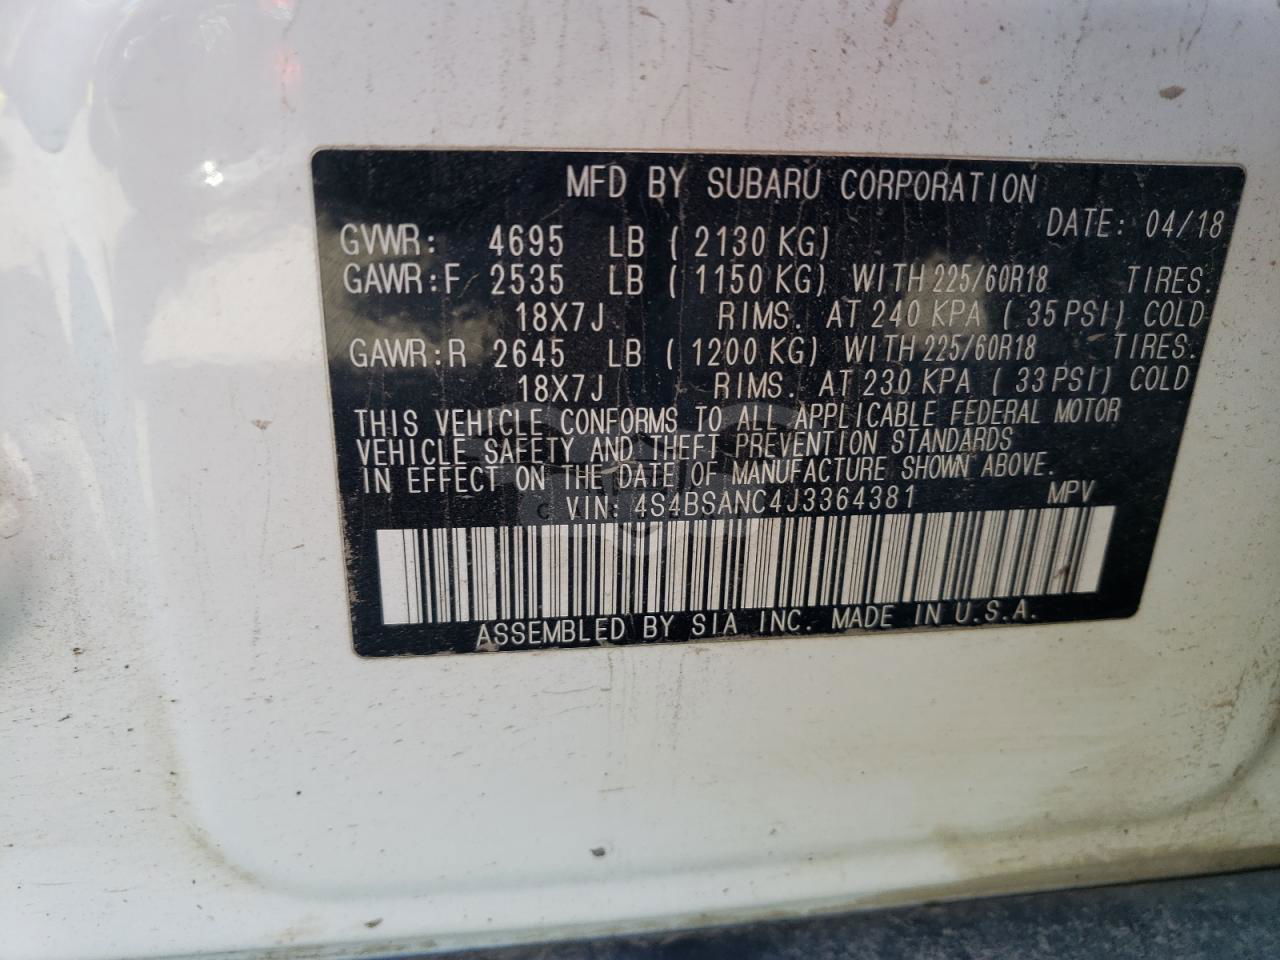 MFD BY SUBARU CORPORATION
DATE: 04/18
GVWR: 4695 LB (2130 KG)
GAWR:F 2535 LB (1150 KG) WITH 225/60R18 TIRES.
18X7J RIMS. AT 240 KPA (35 PSI) COLD
GAWR:R 2645 LB (1200 KG) WITH 225/60R18 TIRES.
18X7J RIMS. AT 230 KPA (33 PSI) COLD
THIS VEHICLE CONFORMS TO ALL APPLICABLE FEDERAL MOTOR
VEHICLE SAFETY AND THEFT PREVENTION STANDARDS
IN EFFECT ON THE DATE OF MANUFACTURE SHOWN ABOVE.
VIN: 4S4BSANC4J3364381 MPV
ASSEMBLED BY SIA INC. MADE IN U.S.A.